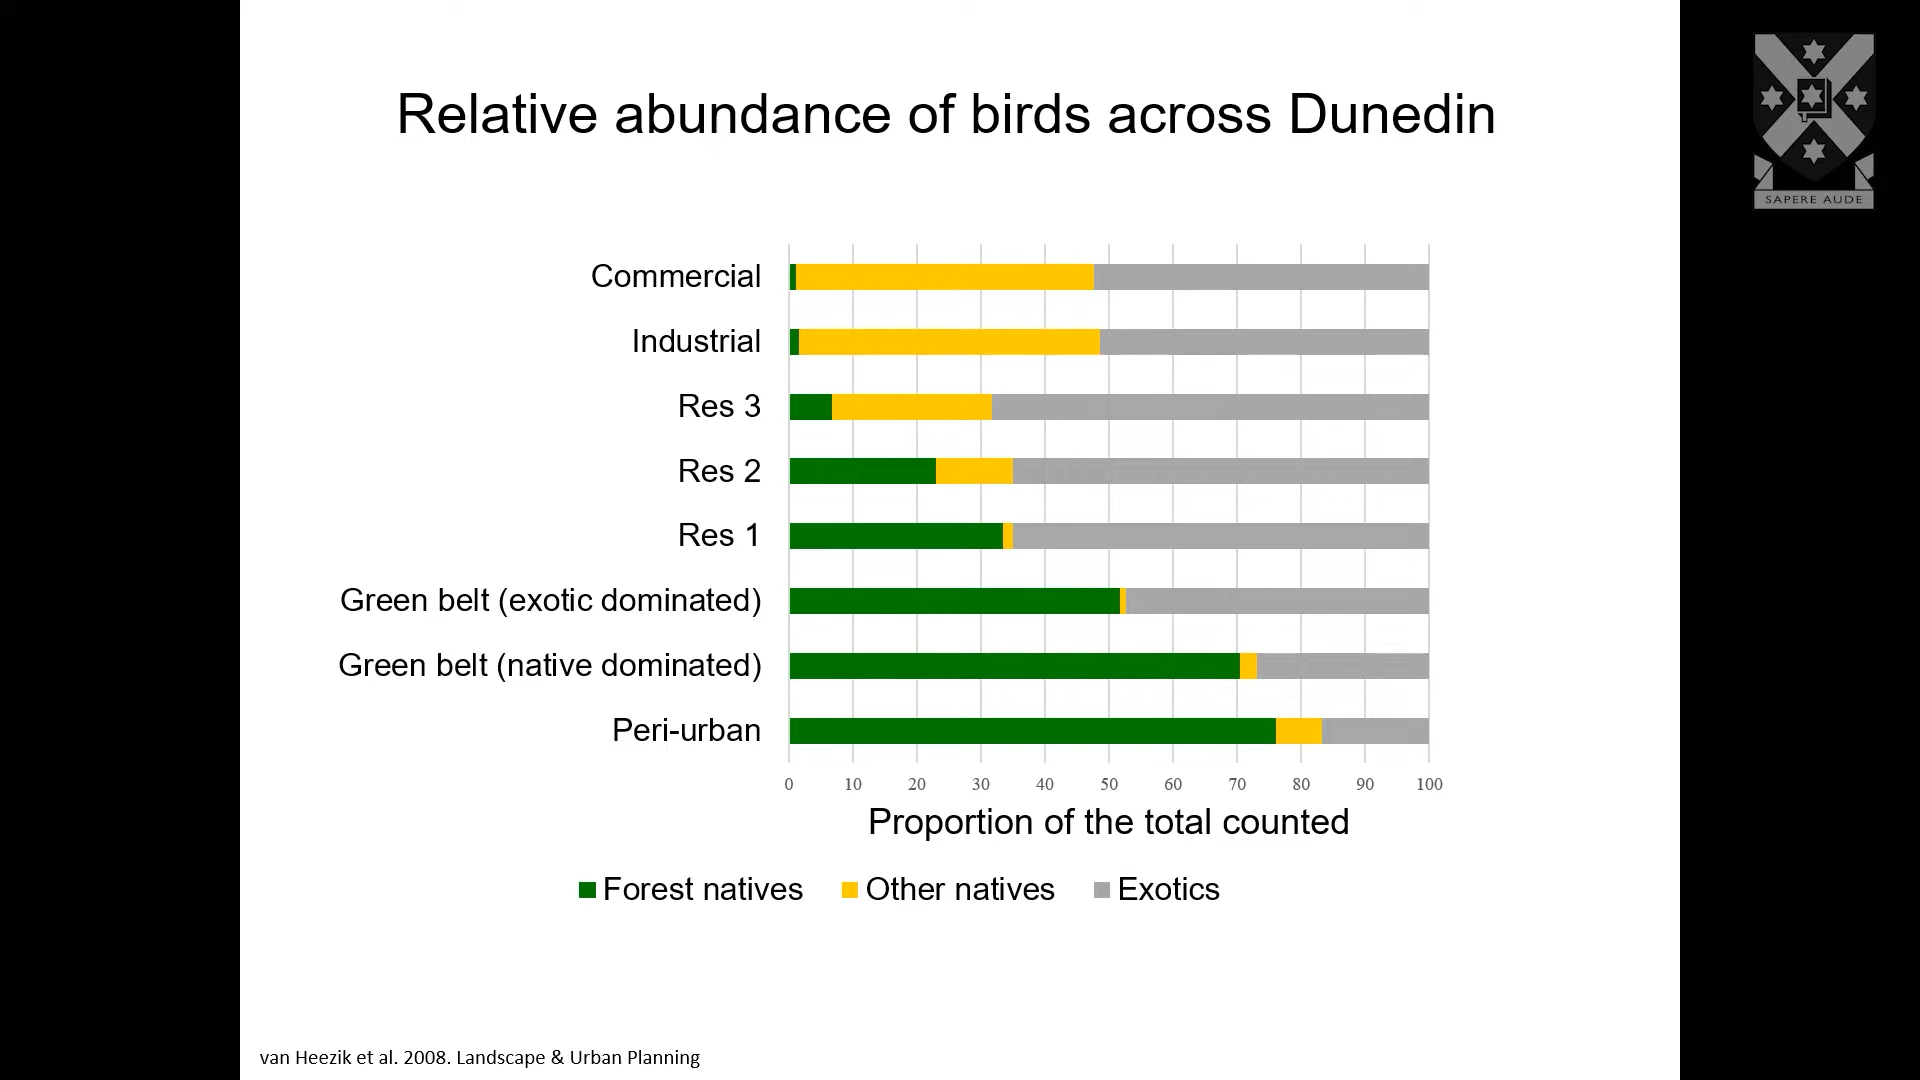 Relative abundance of birds across Dunedin
SAPERE AUDE
Commercial
Industrial
Res 3
Res 2
Res 1
Green belt (exotic dominated)
Green belt (native dominated)
Peri-urban
0 10 20 30 40 50 60 70 80 90 100
Proportion of the total counted
Forest natives Other natives Exotics
van Heezik et al. 2008. Landscape & Urban Planning